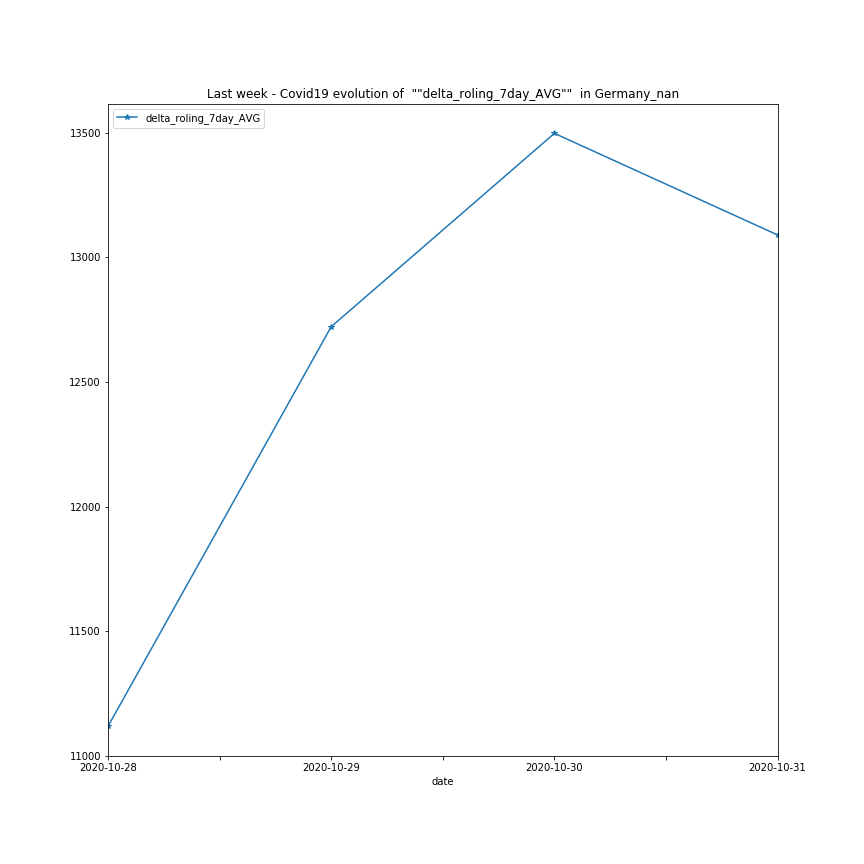 Last week - Covid19 evolution of  ""delta_roling_7day_AVG""  in Germany_nan
delta_roling_7day_AVG
13500
13000
12500
12000
11500
11000
2020-10-28 2020-10-29 2020-10-30 2020-10-31
date